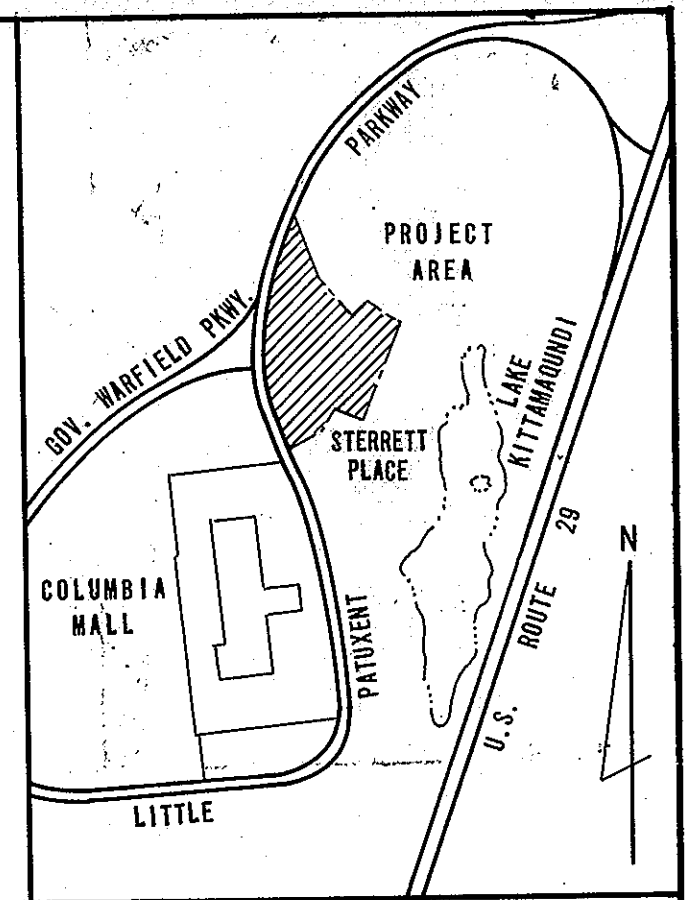 PARKWAY
PROJECT
AREA
GOV. WARFIELD PKWY.
LAKE
KITTAMAQUNDI
STERRETT
PLACE
29
N
COLUMBIA
MALL
PATUXENT
ROUTE
U.S.
LITTLE